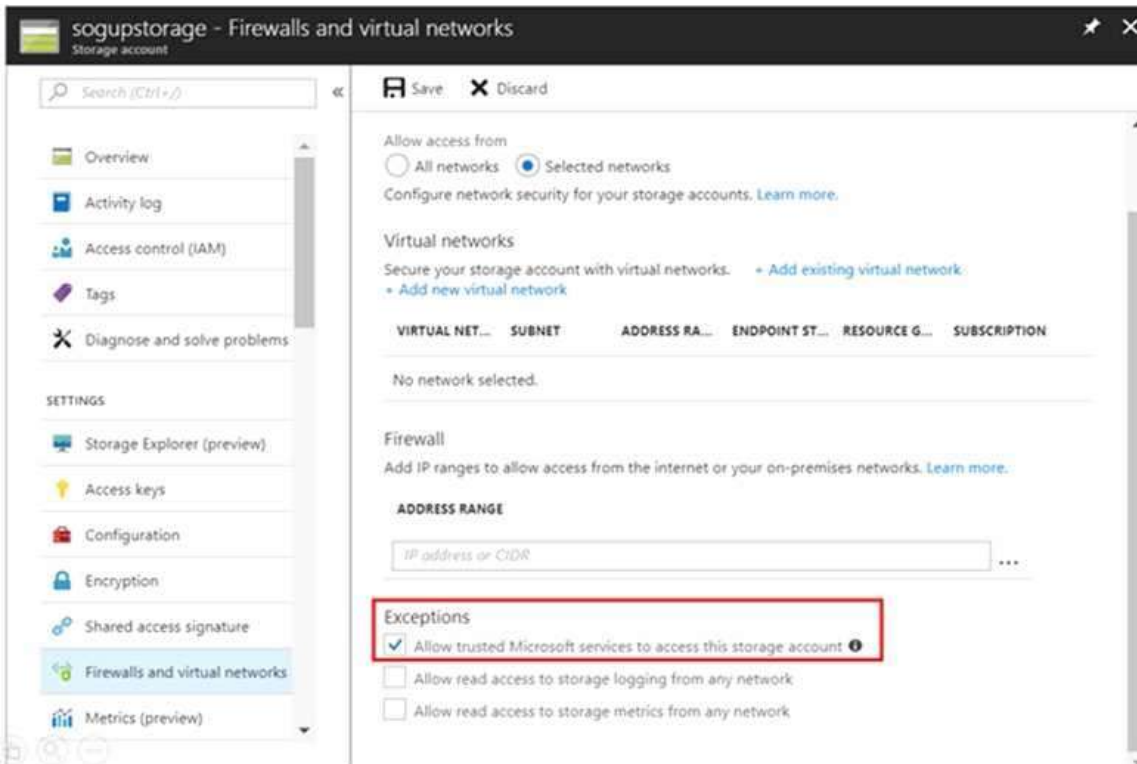 sogupstorage - Firewalls and virtual networks
Storage account
Search (Ctrl+/)
Overview
Activity log
Access control (IAM)
Tags
Diagnose and solve problems
SETTINGS
Storage Explorer (preview)
Access keys
Configuration
Encryption
Shared access signature
Firewalls and virtual networks
Metrics (preview)
Save Discard
Allow access from
All networks Selected networks
Configure network security for your storage accounts. Learn more.
Virtual networks
Secure your storage account with virtual networks. + Add existing virtual network
+ Add new virtual network
VIRTUAL NET... SUBNET ADDRESS RA... ENDPOINT ST... RESOURCE G... SUBSCRIPTION
No network selected.
Firewall
Add IP ranges to allow access from the internet or your on-premises networks. Learn more.
ADDRESS RANGE
IP address or CIDR
...
Exceptions
Allow trusted Microsoft services to access this storage account
Allow read access to storage logging from any network
Allow read access to storage metrics from any network